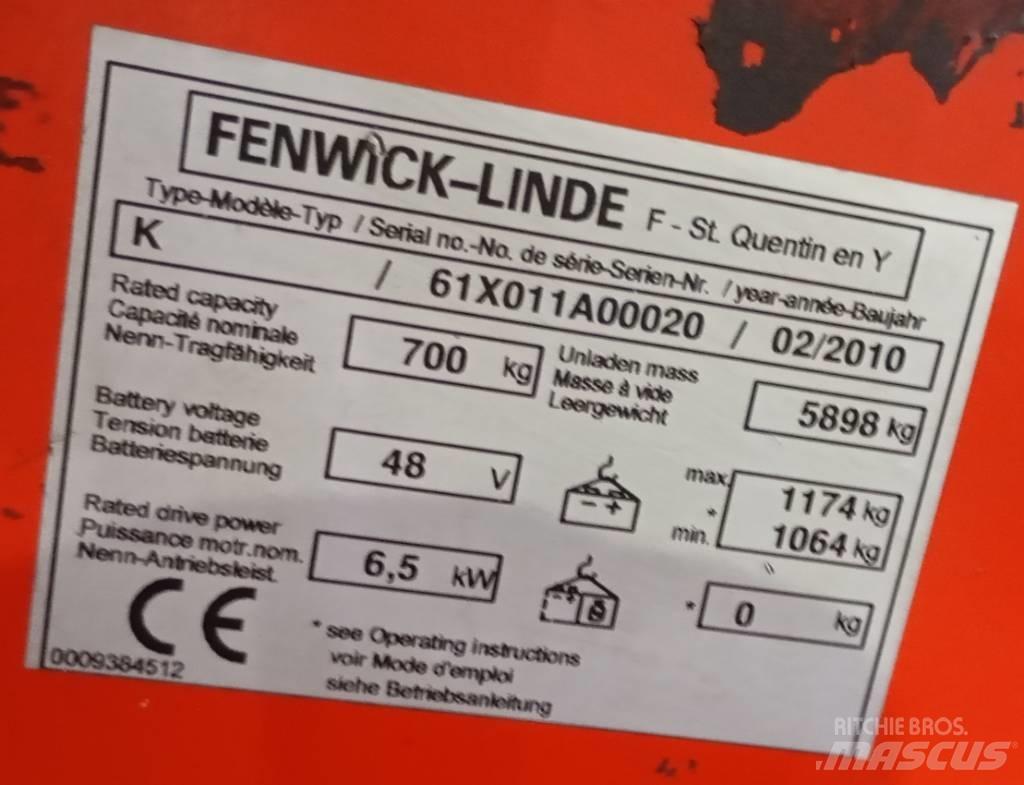 FENWICK-LINDE F - St. Quentin en Y
Type-Modèle-Typ / Serial no.-No. de série-Serien-Nr. / year-année-Baujahr
K / 61X011A00020 / 02/2010
Rated capacity
Capacité nominale
Nenn-Tragfähigkeit
700 kg
Unladen mass
Masse à vide
Leergewicht
5898 kg
Battery voltage
Tension batterie
Batteriespannung
48 V
- +
max. 1174 kg
*
min. 1064 kg
Rated drive power
Puissance motr.nom.
Nenn-Antriebsleist.
6,5 kW
* 0 kg
CE
* see Operating instructions
voir Mode d'emploi
siehe Betriebsanleitung
0009384512
RITCHIE BROS.
MASCUS